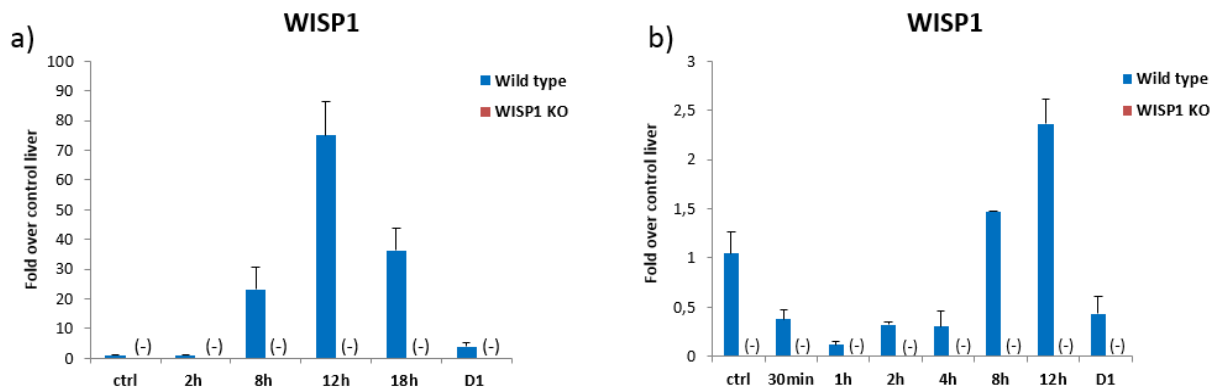 a)
WISP1
Fold over control liver
100
90
80
70
60
50
40
30
20
10
0
Wild type
WISP1 KO
(-) (-) (-) (-) (-) (-)
ctrl 2h 8h 12h 18h D1
b)
WISP1
Fold over control liver
3
2,5
2
1,5
1
0,5
0
Wild type
WISP1 KO
(-) (-) (-) (-) (-) (-) (-) (-)
ctrl 30min 1h 2h 4h 8h 12h D1